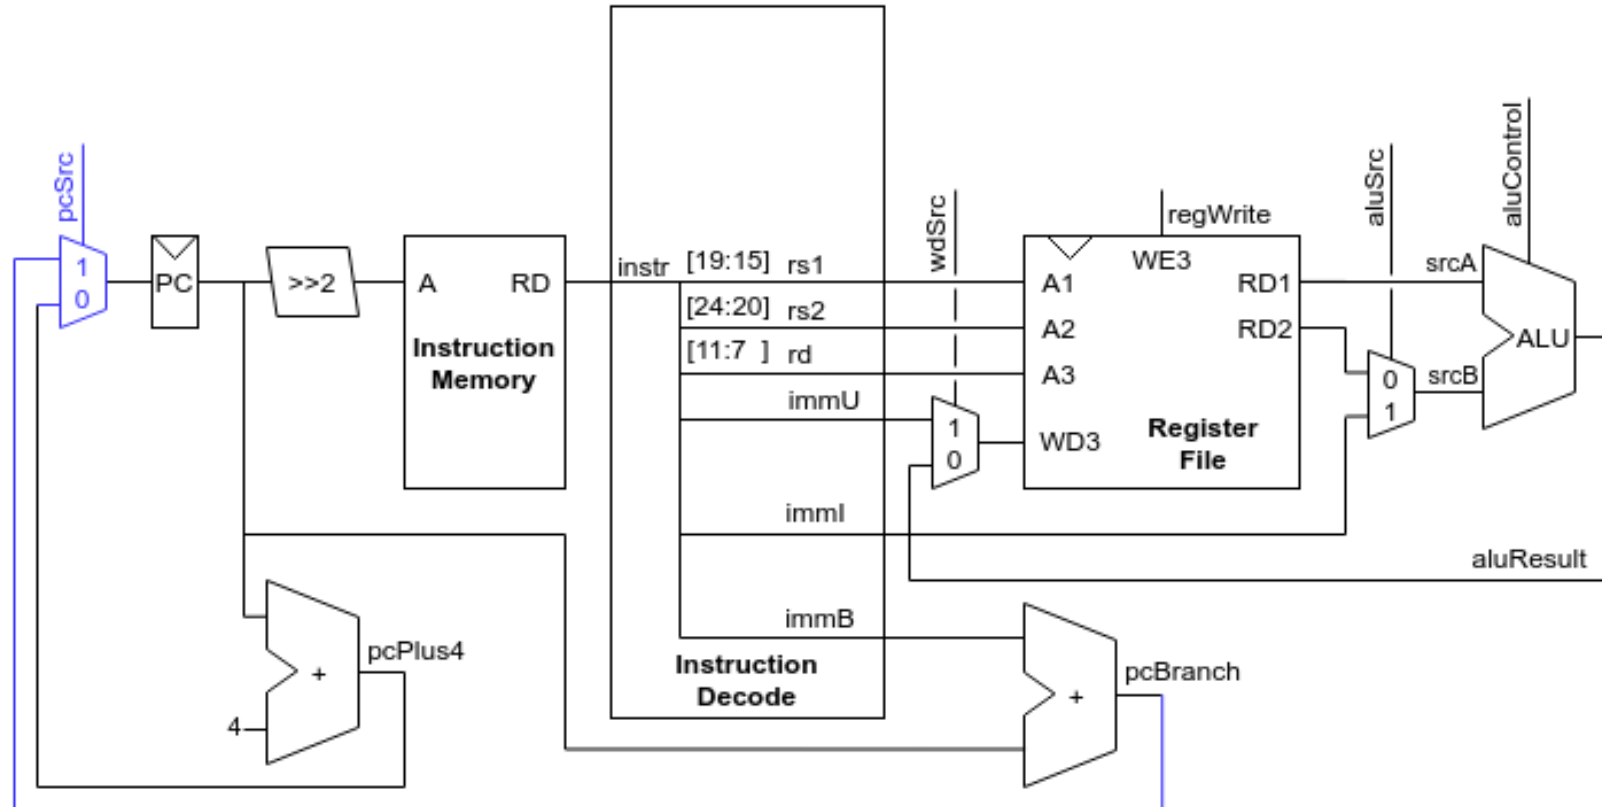 pcSrc
1
0
PC
>>2
A
RD
Instruction
Memory
instr
[19:15] rs1
[24:20] rs2
[11:7 ] rd
immU
immI
immB
Instruction
Decode
wdSrc
1
0
regWrite
WE3
A1
A2
A3
WD3
RD1
RD2
Register
File
aluSrc
0
1
srcA
srcB
aluControl
ALU
aluResult
pcPlus4
+
4
pcBranch
+